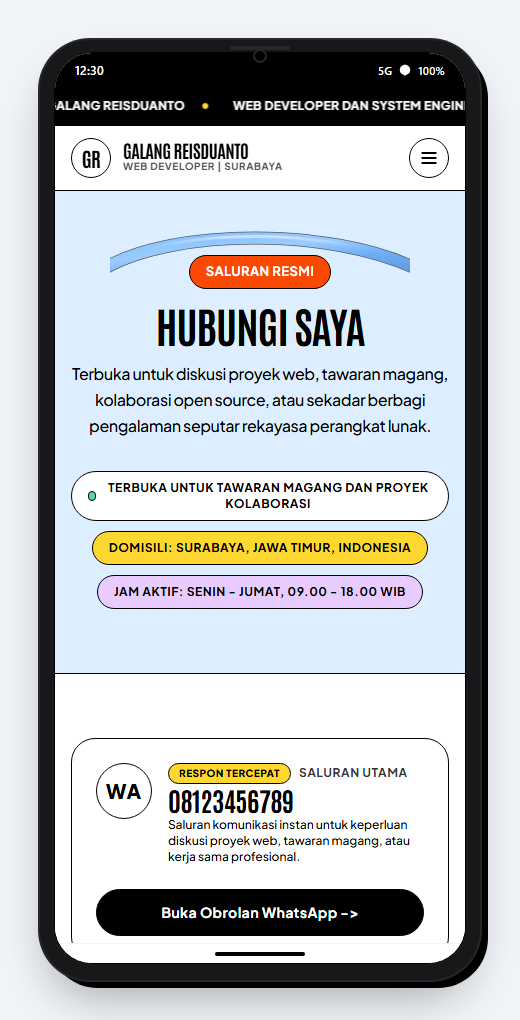 12:30
5G 100%
GALANG REISDUANTO WEB DEVELOPER DAN SYSTEM
GR
GALANG REISDUANTO
WEB DEVELOPER | SURABAYA
SALURAN RESMI
HUBUNGI SAYA
Terbuka untuk diskusi proyek web, tawaran magang,
kolaborasi open source, atau sekadar berbagi
pengalaman seputar rekayasa perangkat lunak.
TERBUKA UNTUK TAWARAN MAGANG DAN PROYEK
KOLABORASI
DOMISILI: SURABAYA, JAWA TIMUR, INDONESIA
JAM AKTIF: SENIN - JUMAT, 09.00 - 18.00 WIB
WA
RESPON TERCEPAT SALURAN UTAMA
08123456789
Saluran komunikasi instan untuk keperluan
diskusi proyek web, tawaran magang, atau
kerja sama profesional.
Buka Obrolan WhatsApp ->